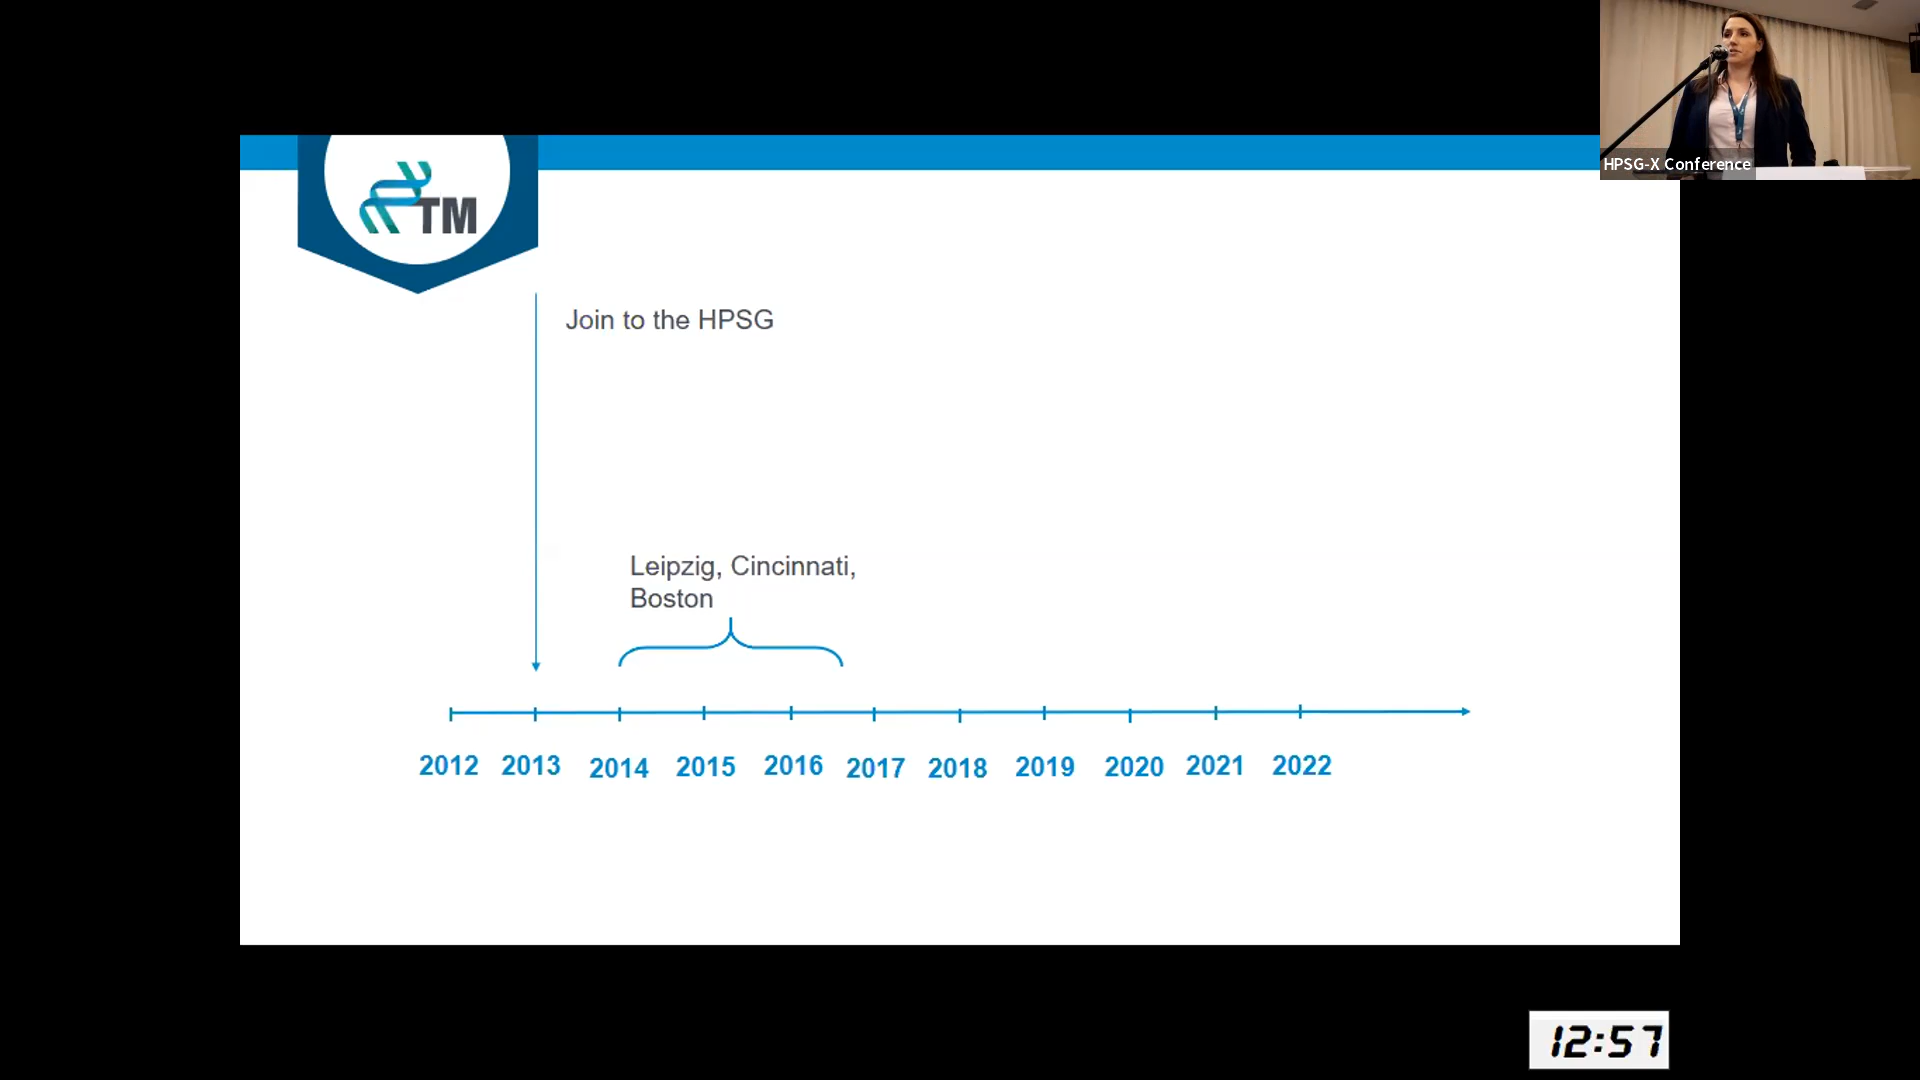 HPSG-X Conference
TM
Join to the HPSG
Leipzig, Cincinnati,
Boston
2012 2013 2014 2015 2016 2017 2018 2019 2020 2021 2022
12:57